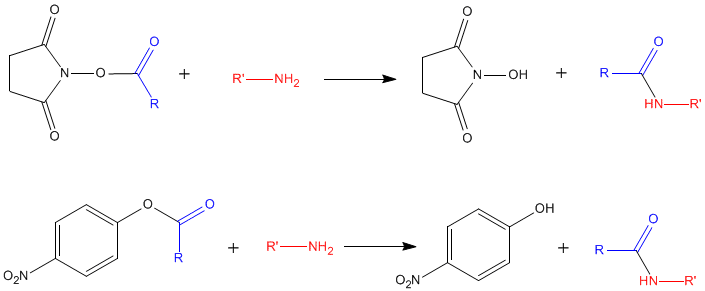 O O
N O O + R'—NH₂ N OH + R O
R HN R'
O O
O O + R'—NH₂ OH + R O
R HN R'
O₂N O₂N